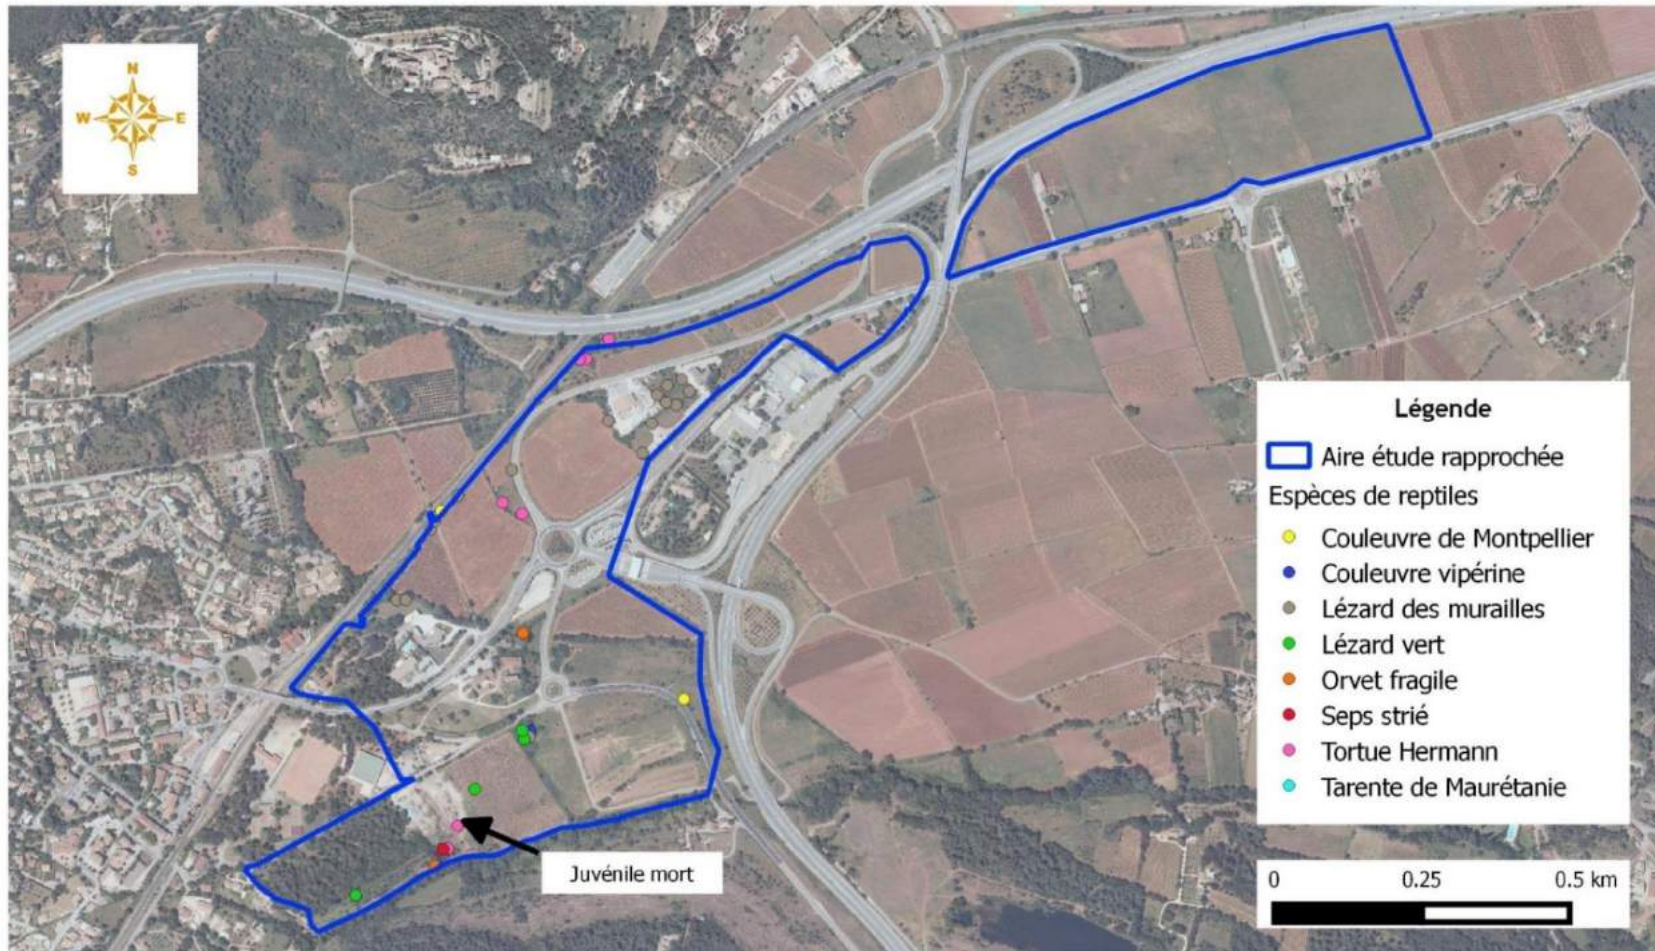 N
W E
S
Légende
Aire étude rapprochée
Espèces de reptiles
Couleuvre de Montpellier
Couleuvre vipérine
Lézard des murailles
Lézard vert
Orvet fragile
Seps strié
Tortue Hermann
Tarente de Maurétanie
Juvénile mort
0 0.25 0.5 km